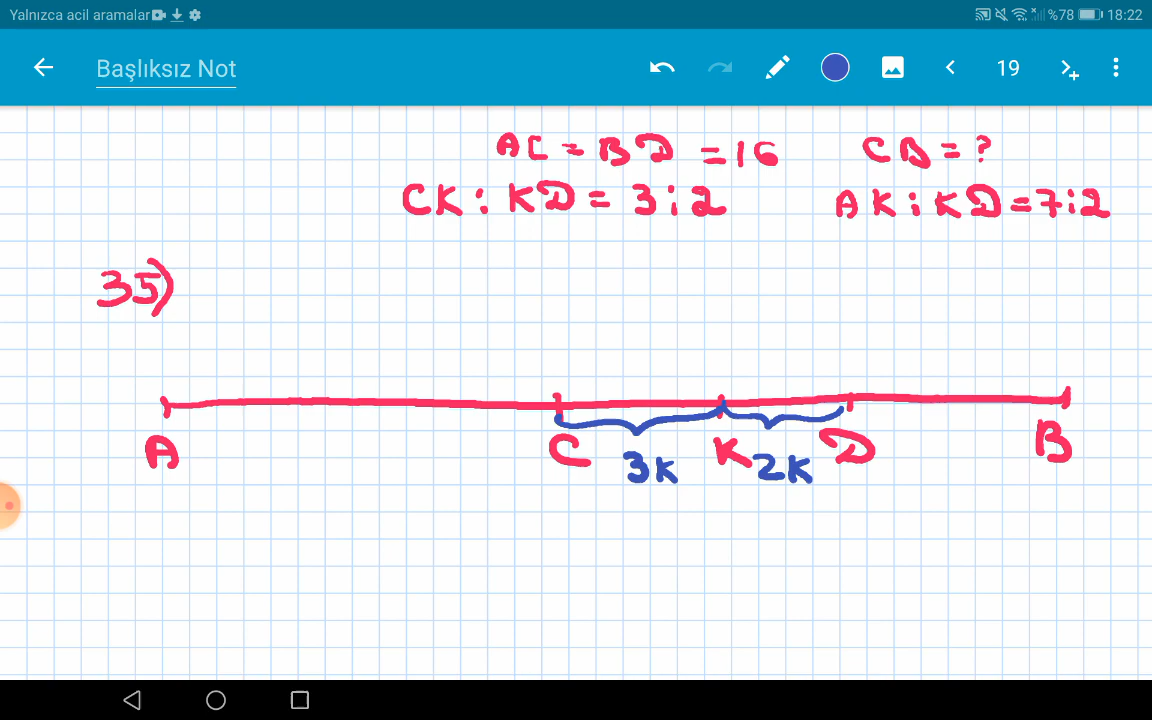 Yalnızca acil aramalar %78 18:22
Başlıksız Not 19
AC = BD = 16 CB = ?
CK : KD = 3 : 2 AK : KD = 7 : 2
35)
A C K D B
3K 2K